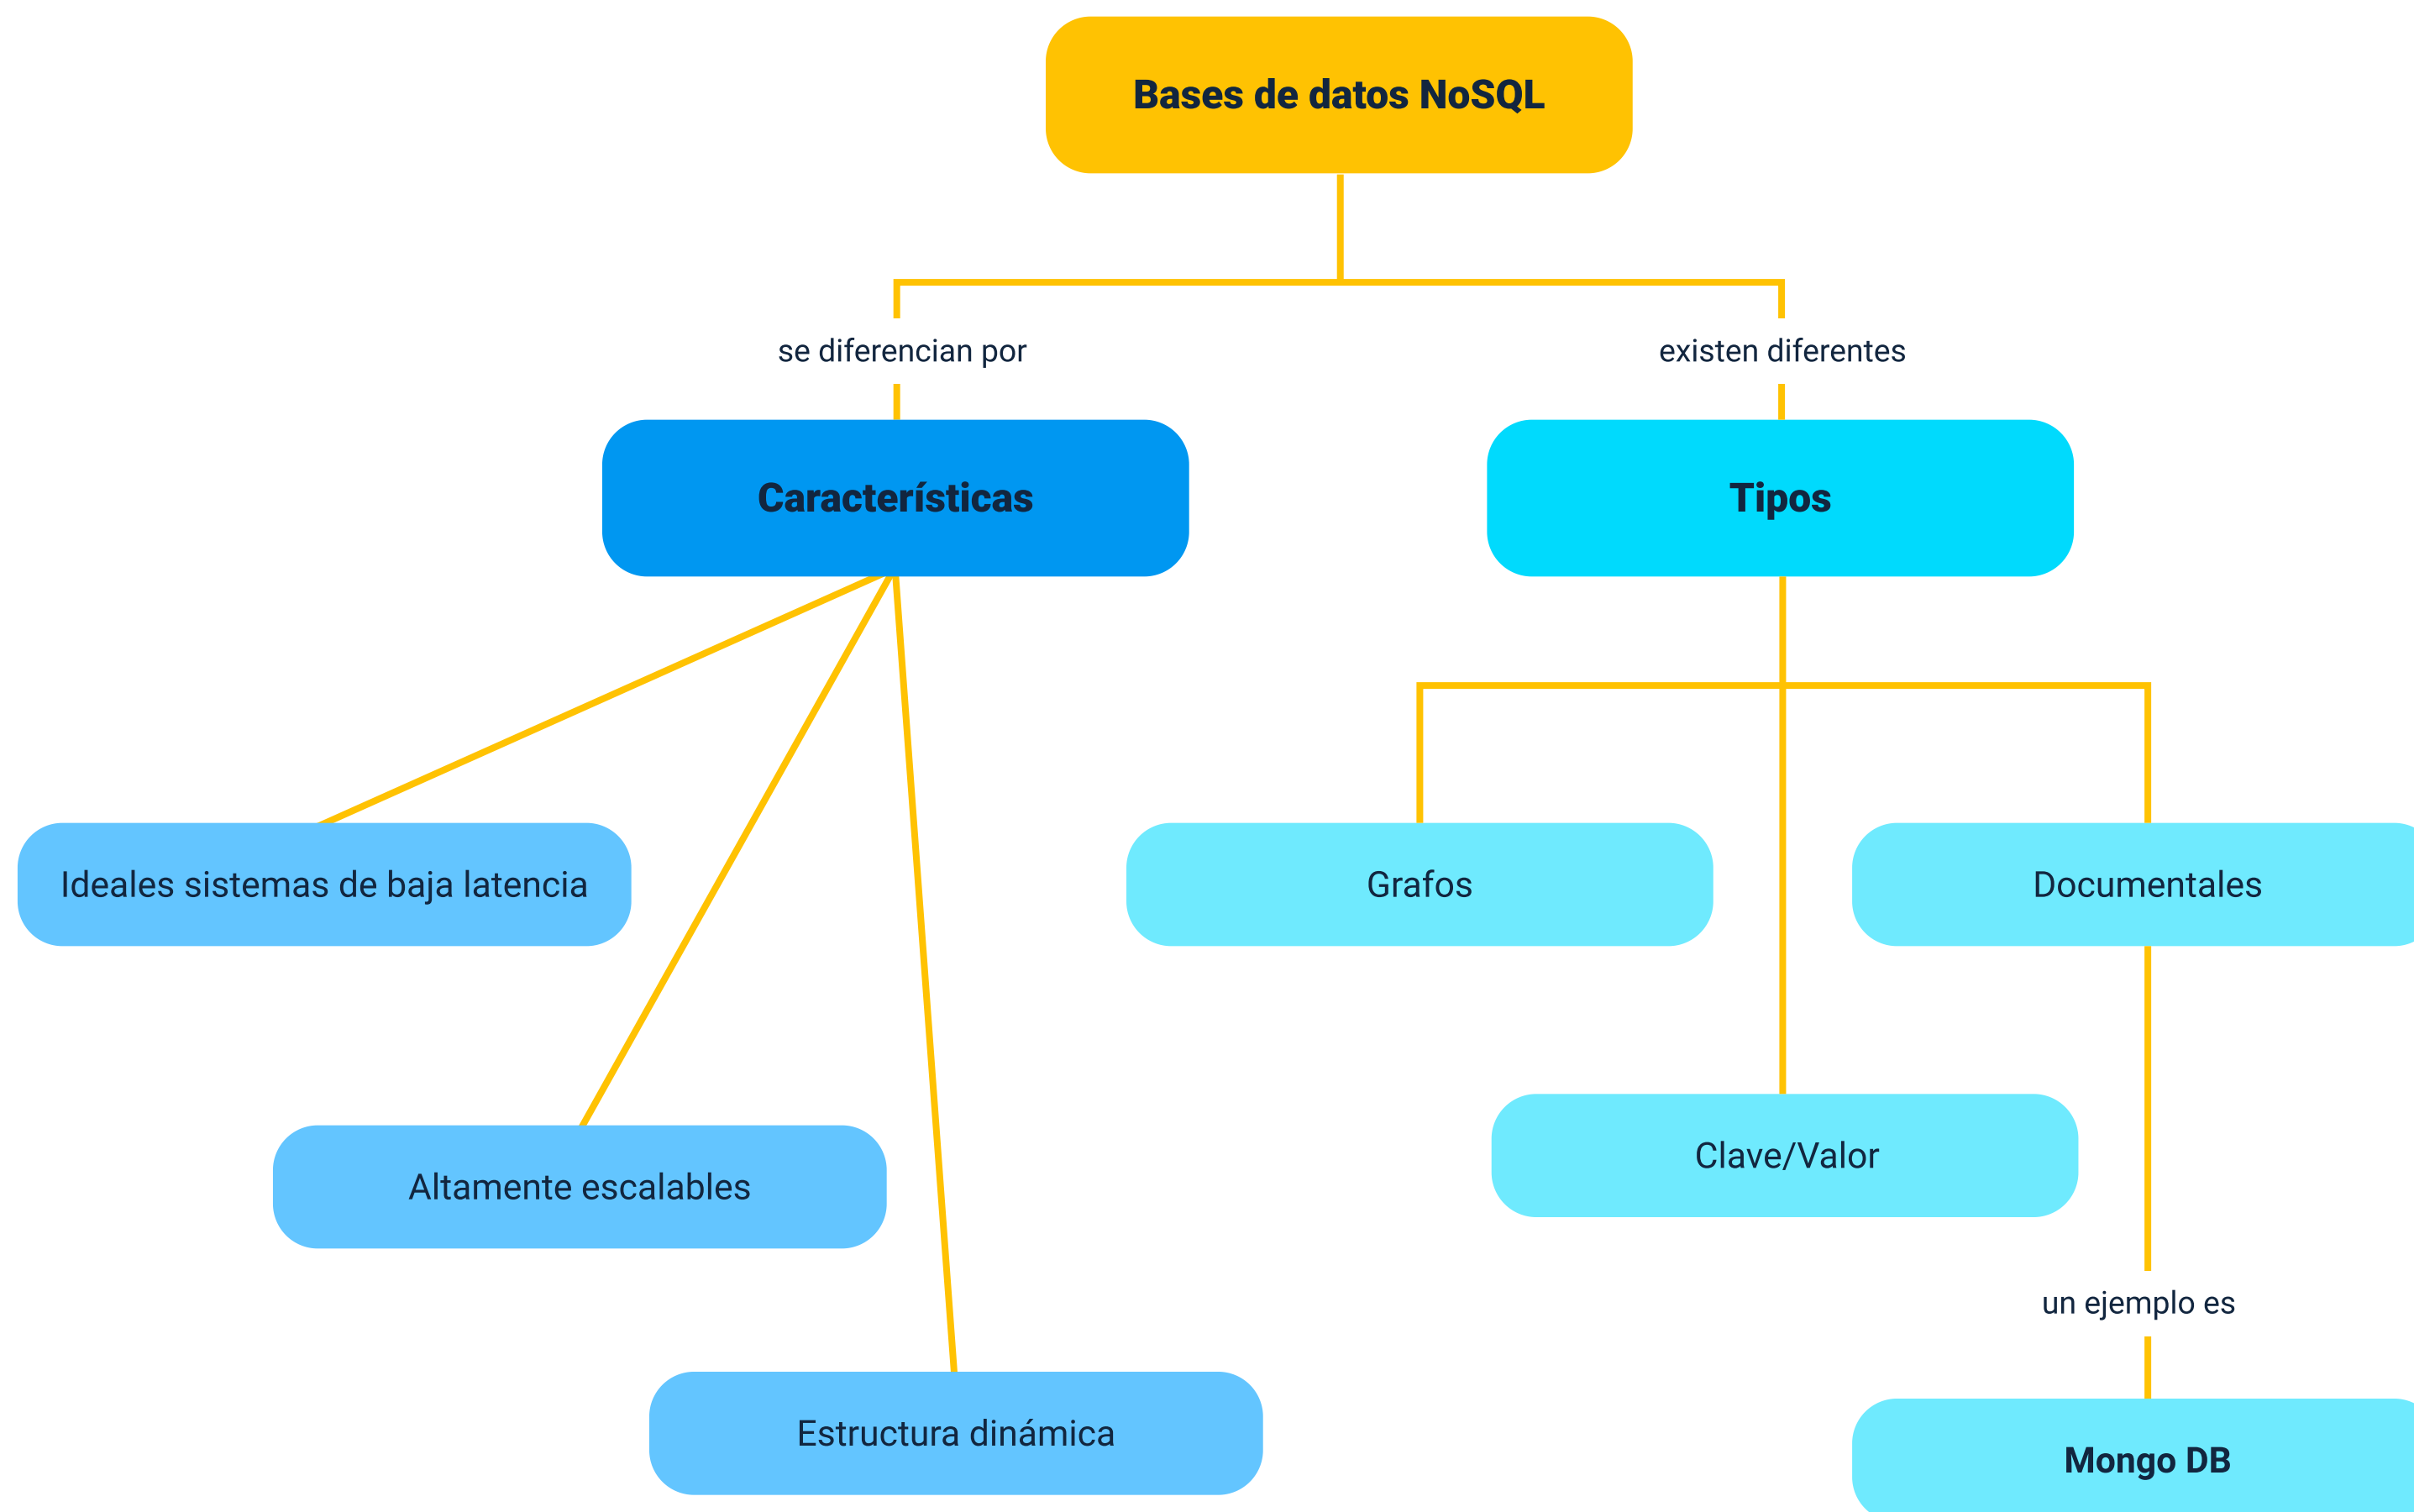 Bases de datos NoSQL
se diferencian por
existen diferentes
Características
Tipos
Ideales sistemas de baja latencia
Grafos
Documentales
Altamente escalables
Clave/Valor
un ejemplo es
Estructura dinámica
Mongo DB